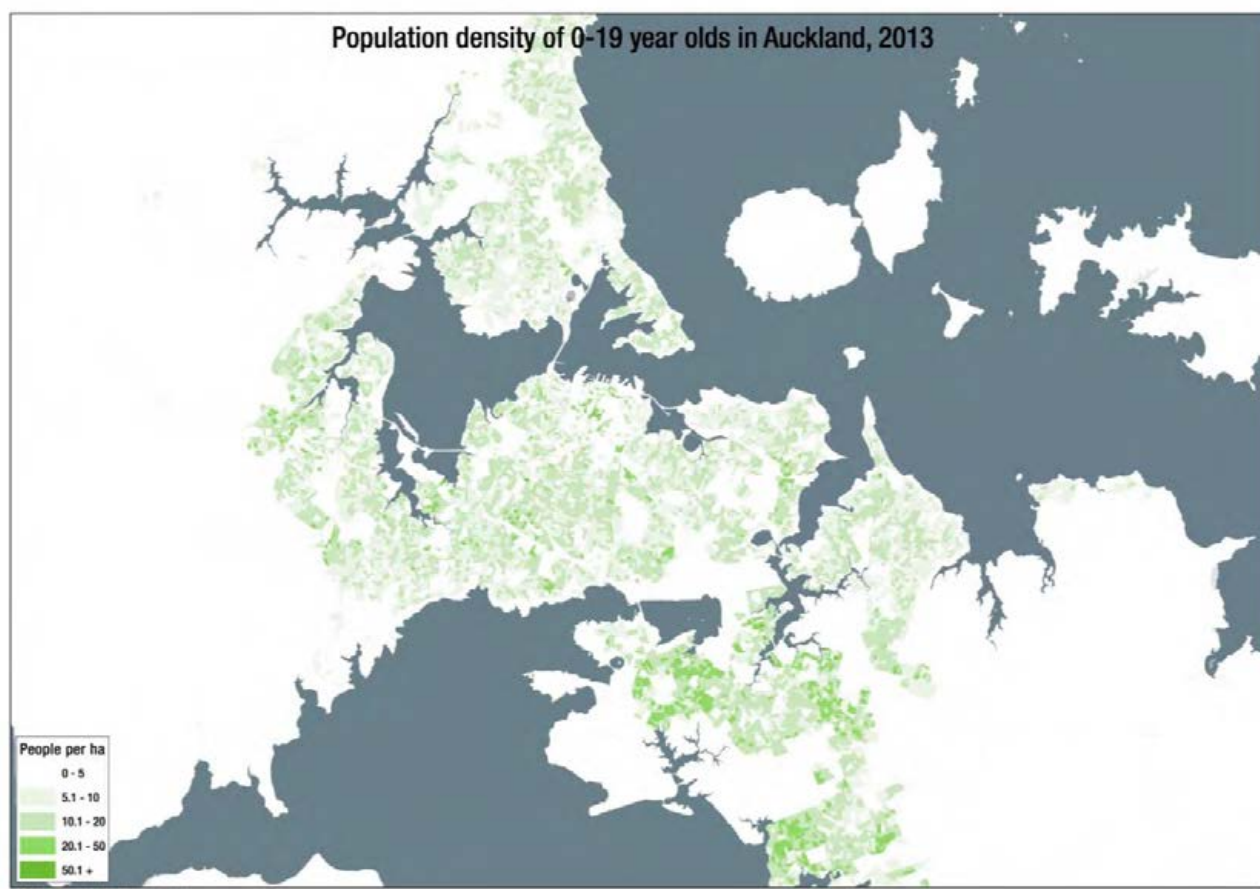 Population density of 0-19 year olds in Auckland, 2013
People per ha
0 - 5
5.1 - 10
10.1 - 20
20.1 - 50
50.1 +